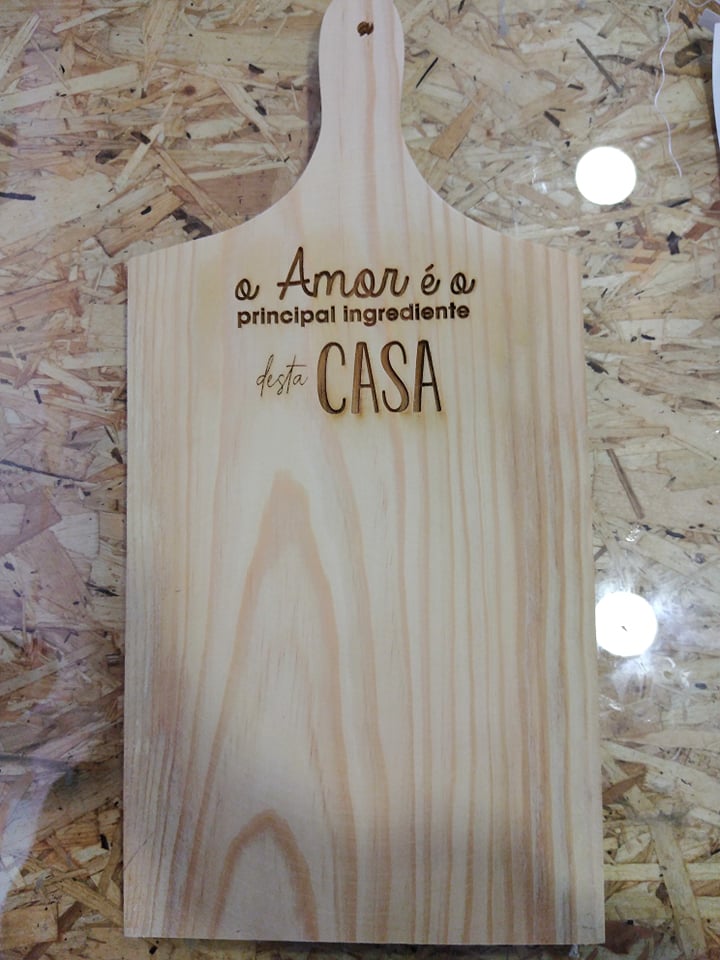 o Amor é o
principal ingrediente
desta CASA